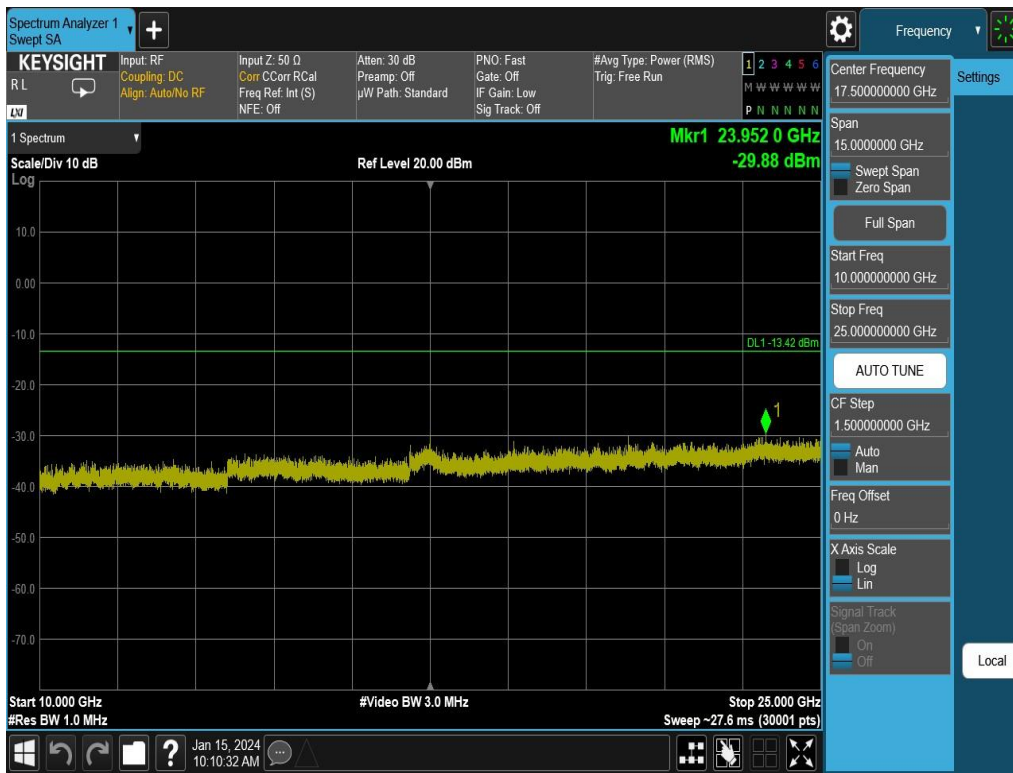 Spectrum Analyzer 1
Swept SA
Frequency
KEYSIGHT
R L
LXI
Input: RF
Coupling: DC
Align: Auto/No RF
Input Z: 50 Ω
Corr CCorr RCal
Freq Ref: Int (S)
NFE: Off
Atten: 30 dB
Preamp: Off
µW Path: Standard
PNO: Fast
Gate: Off
IF Gain: Low
Sig Track: Off
#Avg Type: Power (RMS)
Trig: Free Run
1 2 3 4 5 6
M W W W W W
P N N N N N
1 Spectrum
Scale/Div 10 dB
Log
Ref Level 20.00 dBm
Mkr1 23.952 0 GHz
-29.88 dBm
10.0
0.00
-10.0
DL1 -13.42 dBm
-20.0
1
-30.0
-40.0
-50.0
-60.0
-70.0
Start 10.000 GHz
#Video BW 3.0 MHz
Stop 25.000 GHz
#Res BW 1.0 MHz
Sweep ~27.6 ms (30001 pts)
?
Jan 15, 2024
10:10:32 AM
Center Frequency
17.500000000 GHz
Settings
Span
15.0000000 GHz
Swept Span
Zero Span
Full Span
Start Freq
10.000000000 GHz
Stop Freq
25.000000000 GHz
AUTO TUNE
CF Step
1.500000000 GHz
Auto
Man
Freq Offset
0 Hz
X Axis Scale
Log
Lin
Signal Track
(Span Zoom)
On
Off
Local